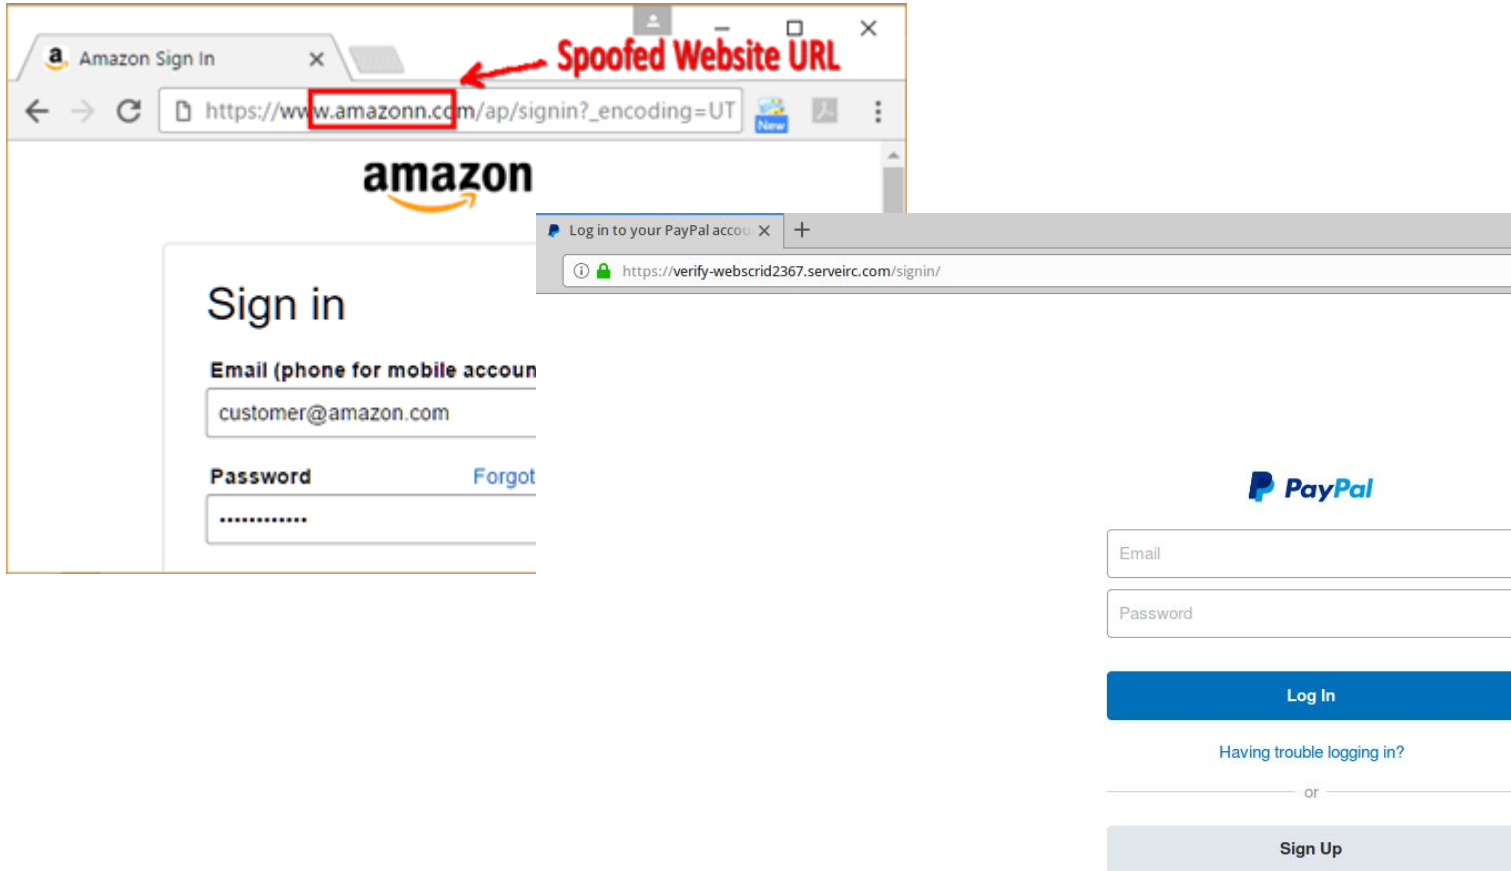 Amazon Sign In
Spoofed Website URL
https://www.amazonn.com/ap/signin?_encoding=UT
New
amazon
Sign in
Email (phone for mobile accoun
customer@amazon.com
Password Forgot
Log in to your PayPal accou
https://verify-webscrid2367.serveirc.com/signin/
PayPal
Email
Password
Log In
Having trouble logging in?
or
Sign Up